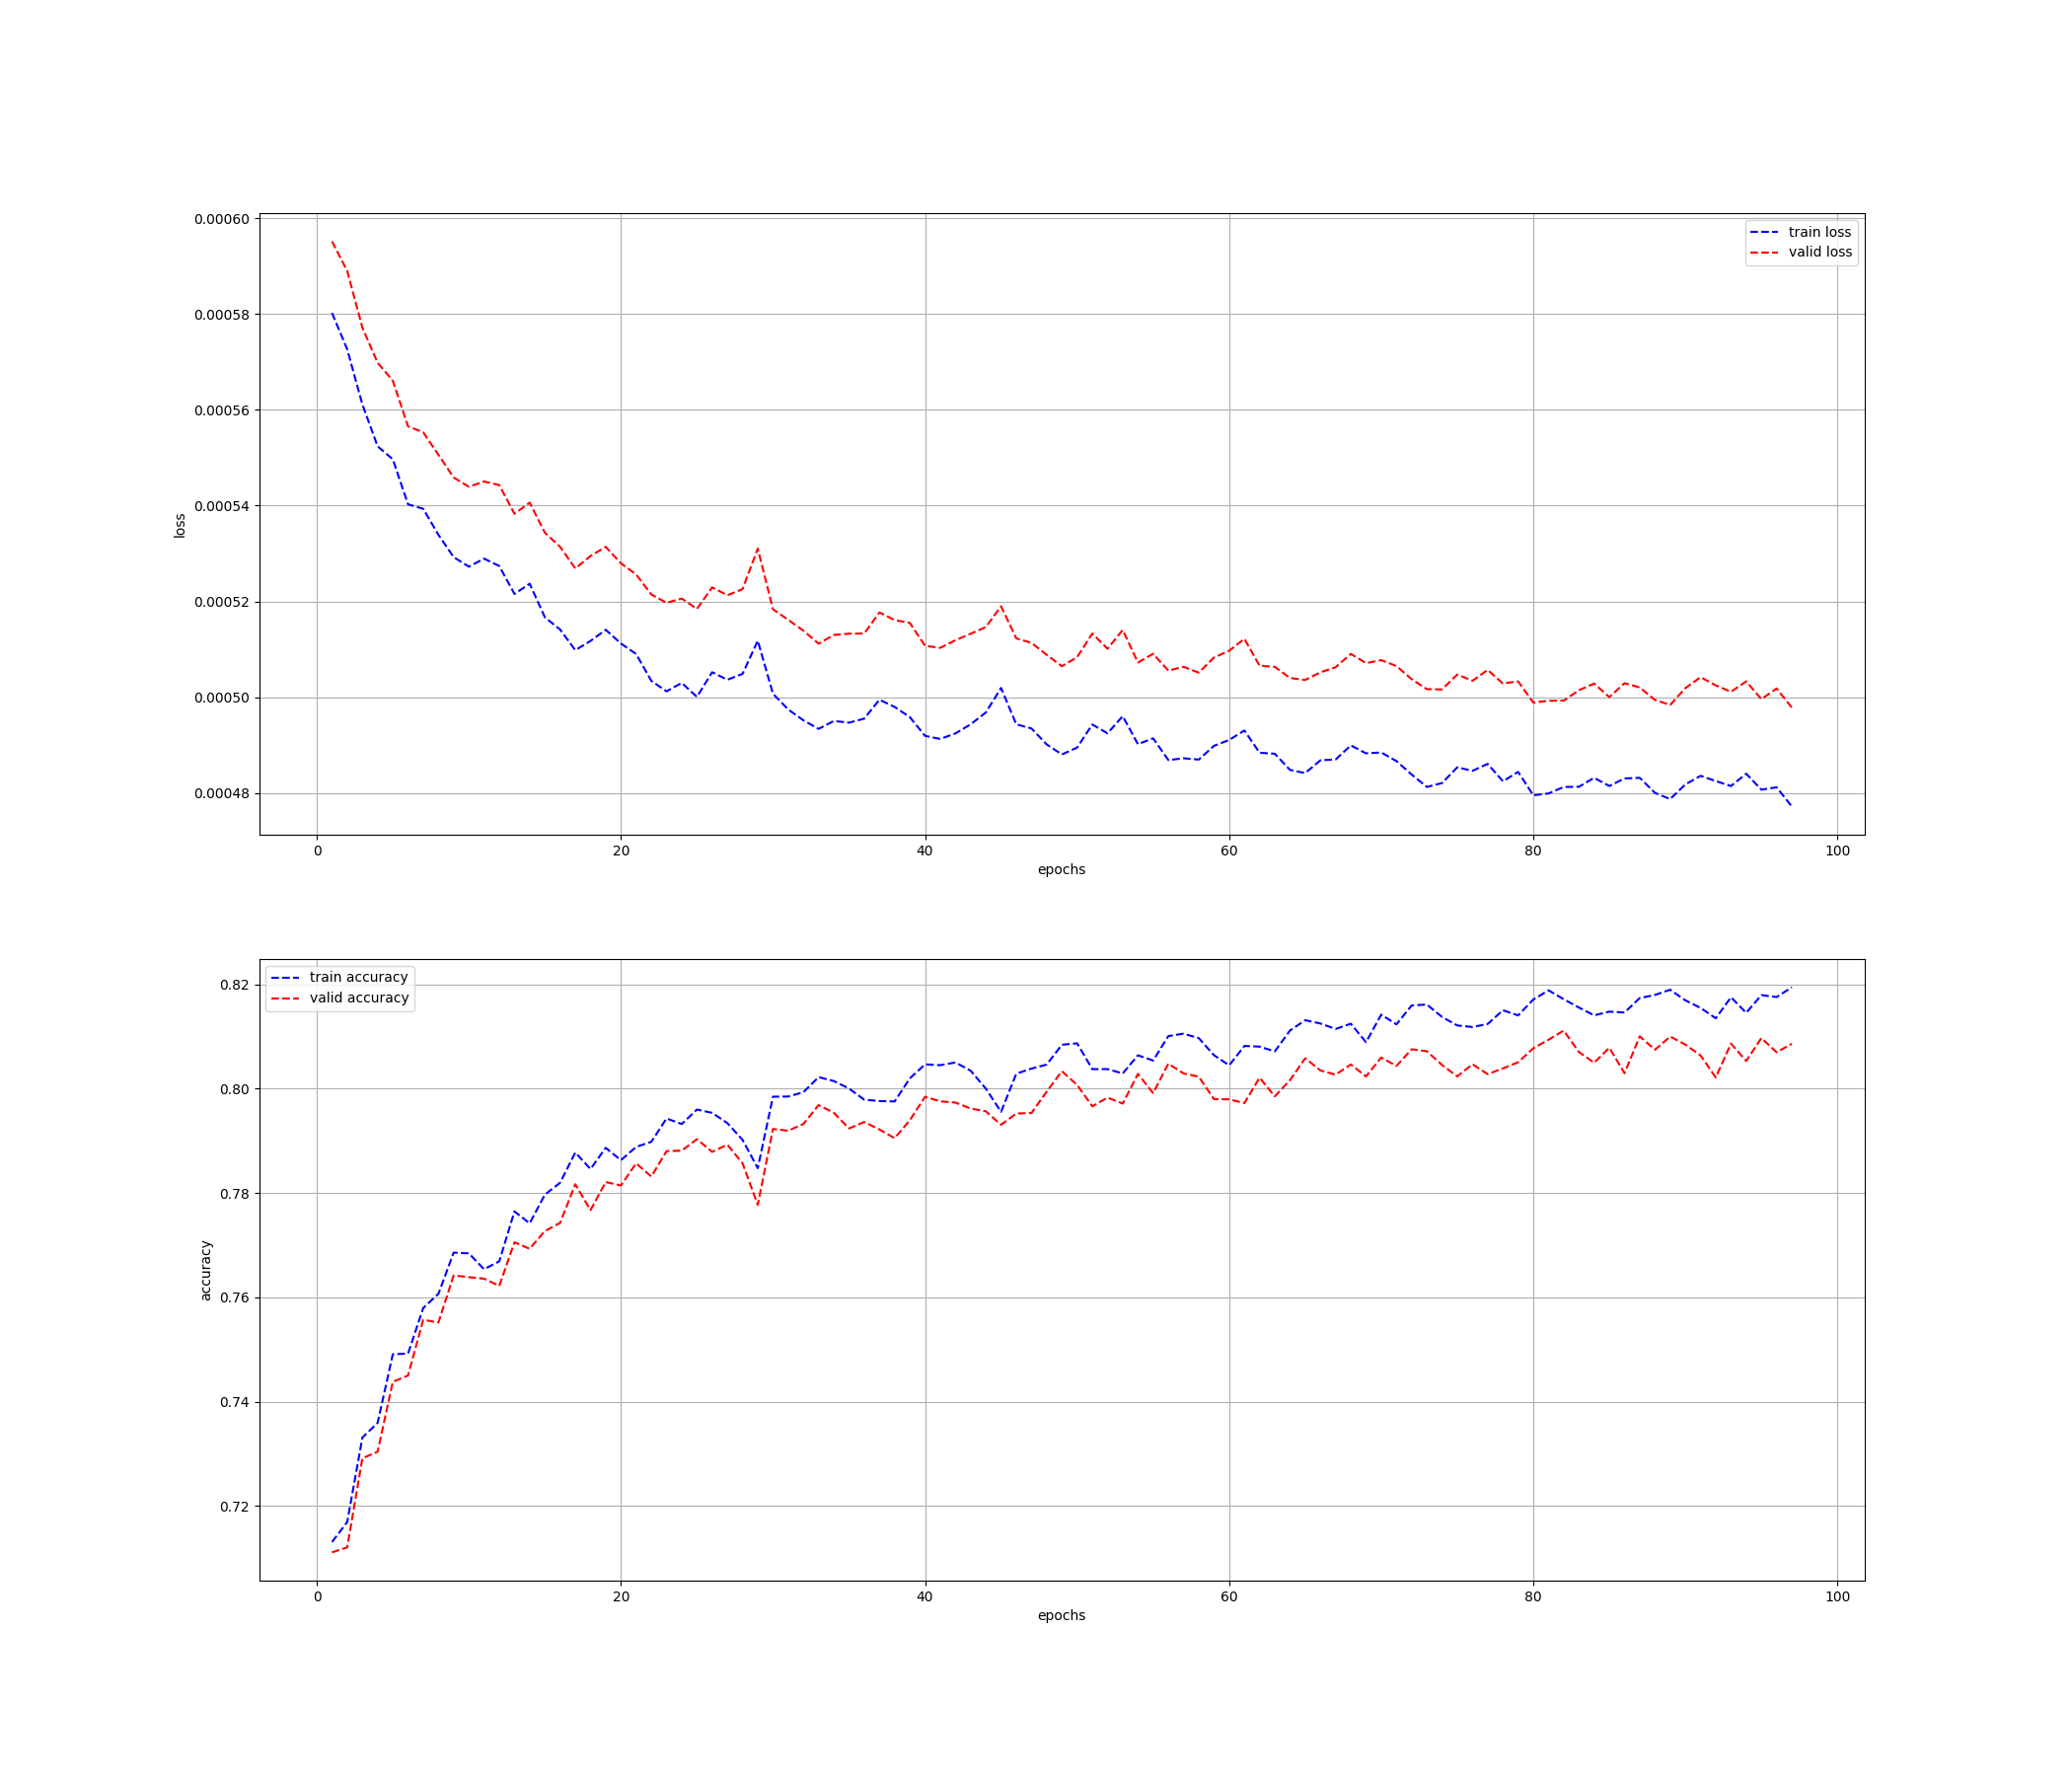 0.00060
0.00058
0.00056
0.00054
0.00052
0.00050
0.00048
loss
train loss
valid loss
0 20 40 60 80 100
epochs
train accuracy
valid accuracy
0.82
0.80
0.78
0.76
0.74
0.72
accuracy
0 20 40 60 80 100
epochs